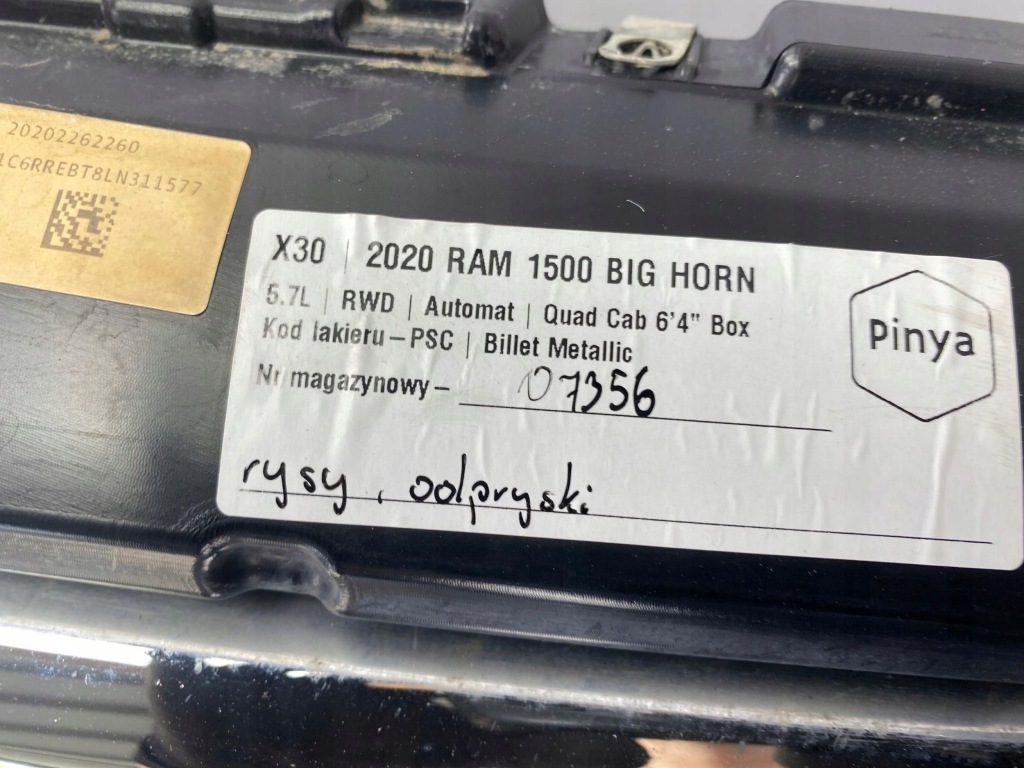 20202262260
1C6RREBT8LN311577
X30 | 2020 RAM 1500 BIG HORN
5.7L | RWD | Automat | Quad Cab 6'4" Box
Kod lakieru – PSC | Billet Metallic
Nr magazynowy – 07356
rysy, odpryski
Pinya